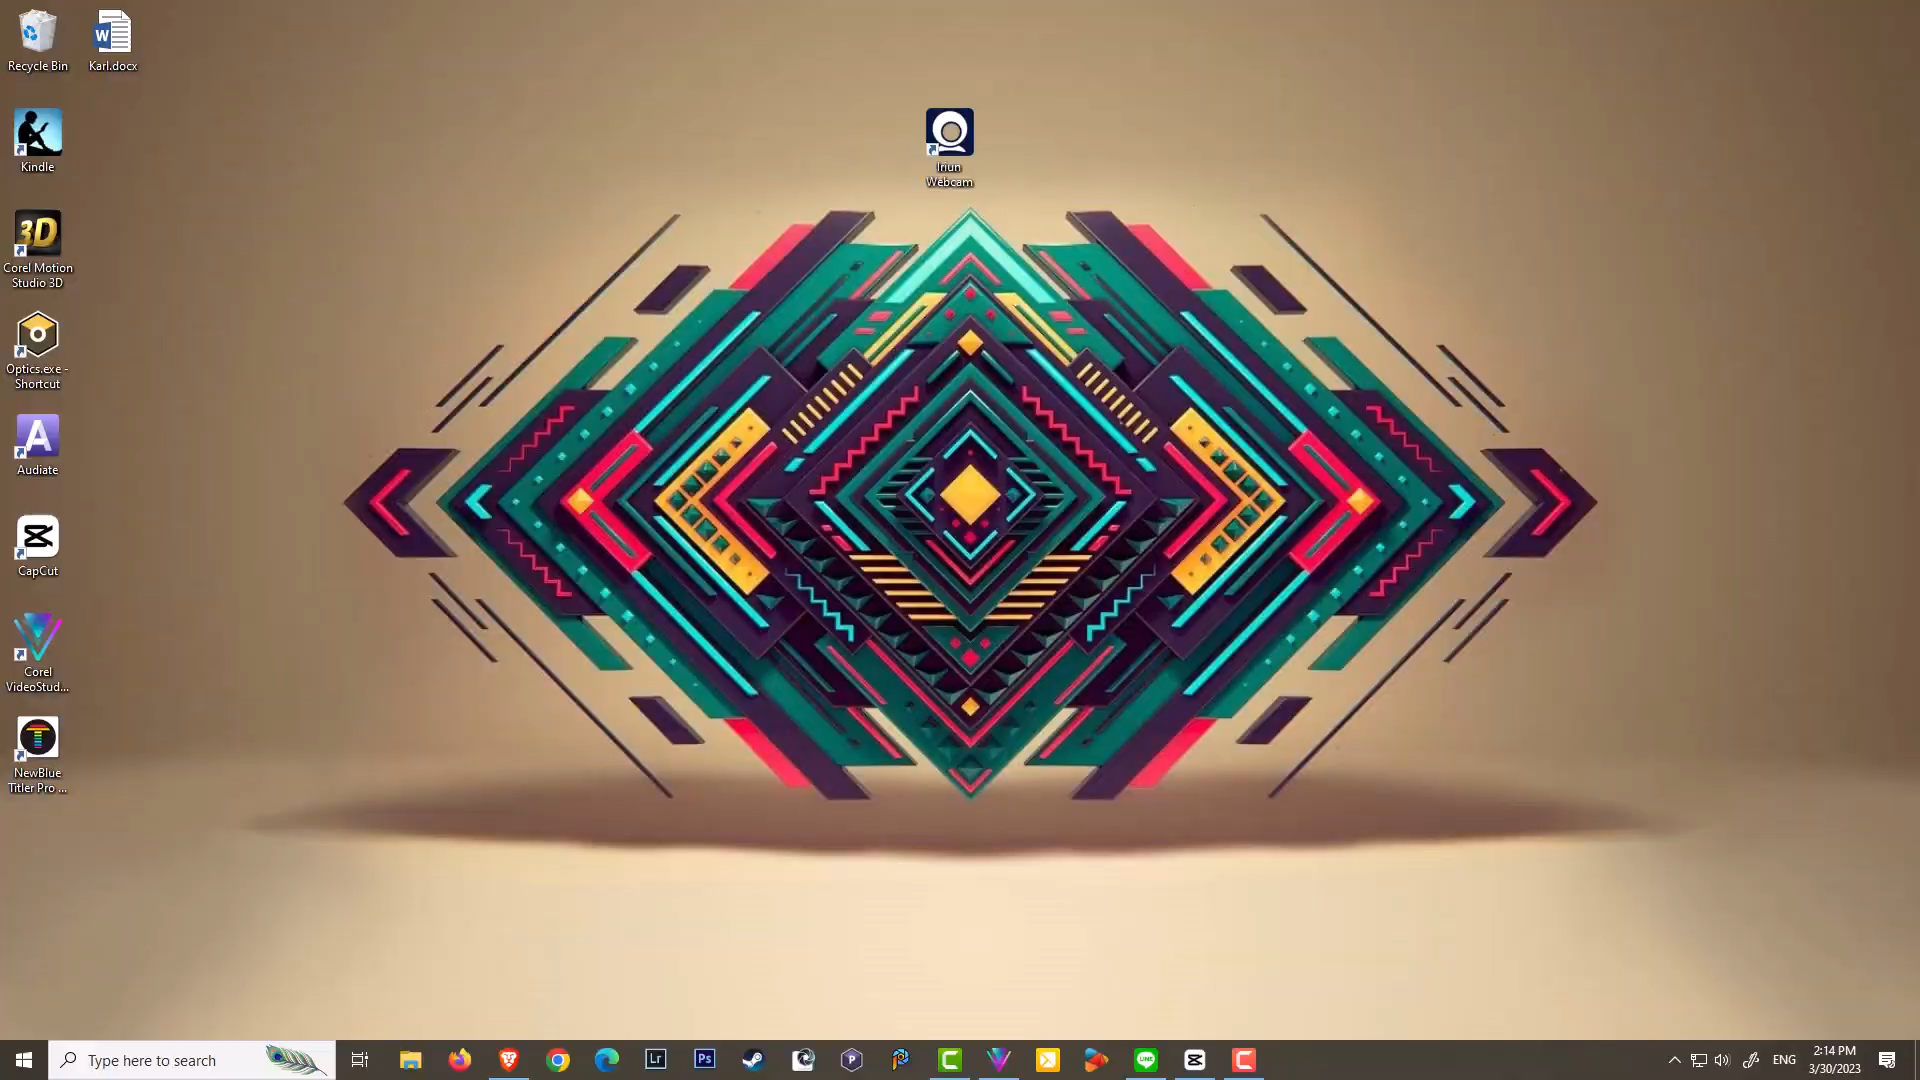 Recycle Bin
Karl.docx
Kindle
Iriun
Webcam
3D
Corel Motion
Studio 3D
Optics.exe -
Shortcut
Audiate
CapCut
Corel
VideoStud...
NewBlue
Titler Pro ...
Type here to search
Lr
Ps
LINE
ENG
2:14 PM
3/30/2023